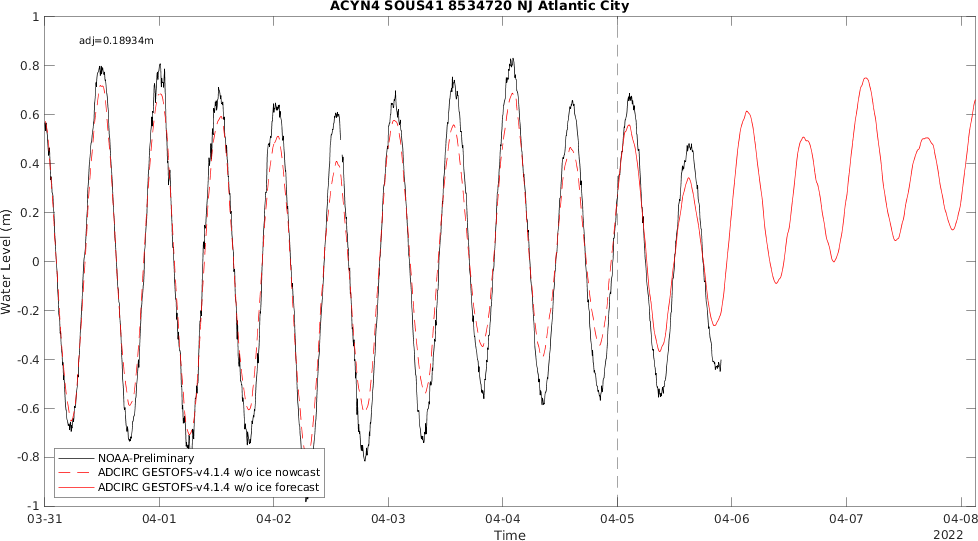 ACYN4 SOUS41 8534720 NJ Atlantic City
adj=0.18934m
Water Level (m)
1
0.8
0.6
0.4
0.2
0
-0.2
-0.4
-0.6
-0.8
-1
NOAA-Preliminary
ADCIRC GESTOFS-v4.1.4 w/o ice nowcast
ADCIRC GESTOFS-v4.1.4 w/o ice forecast
03-31 04-01 04-02 04-03 04-04 04-05 04-06 04-07 04-08
Time
2022